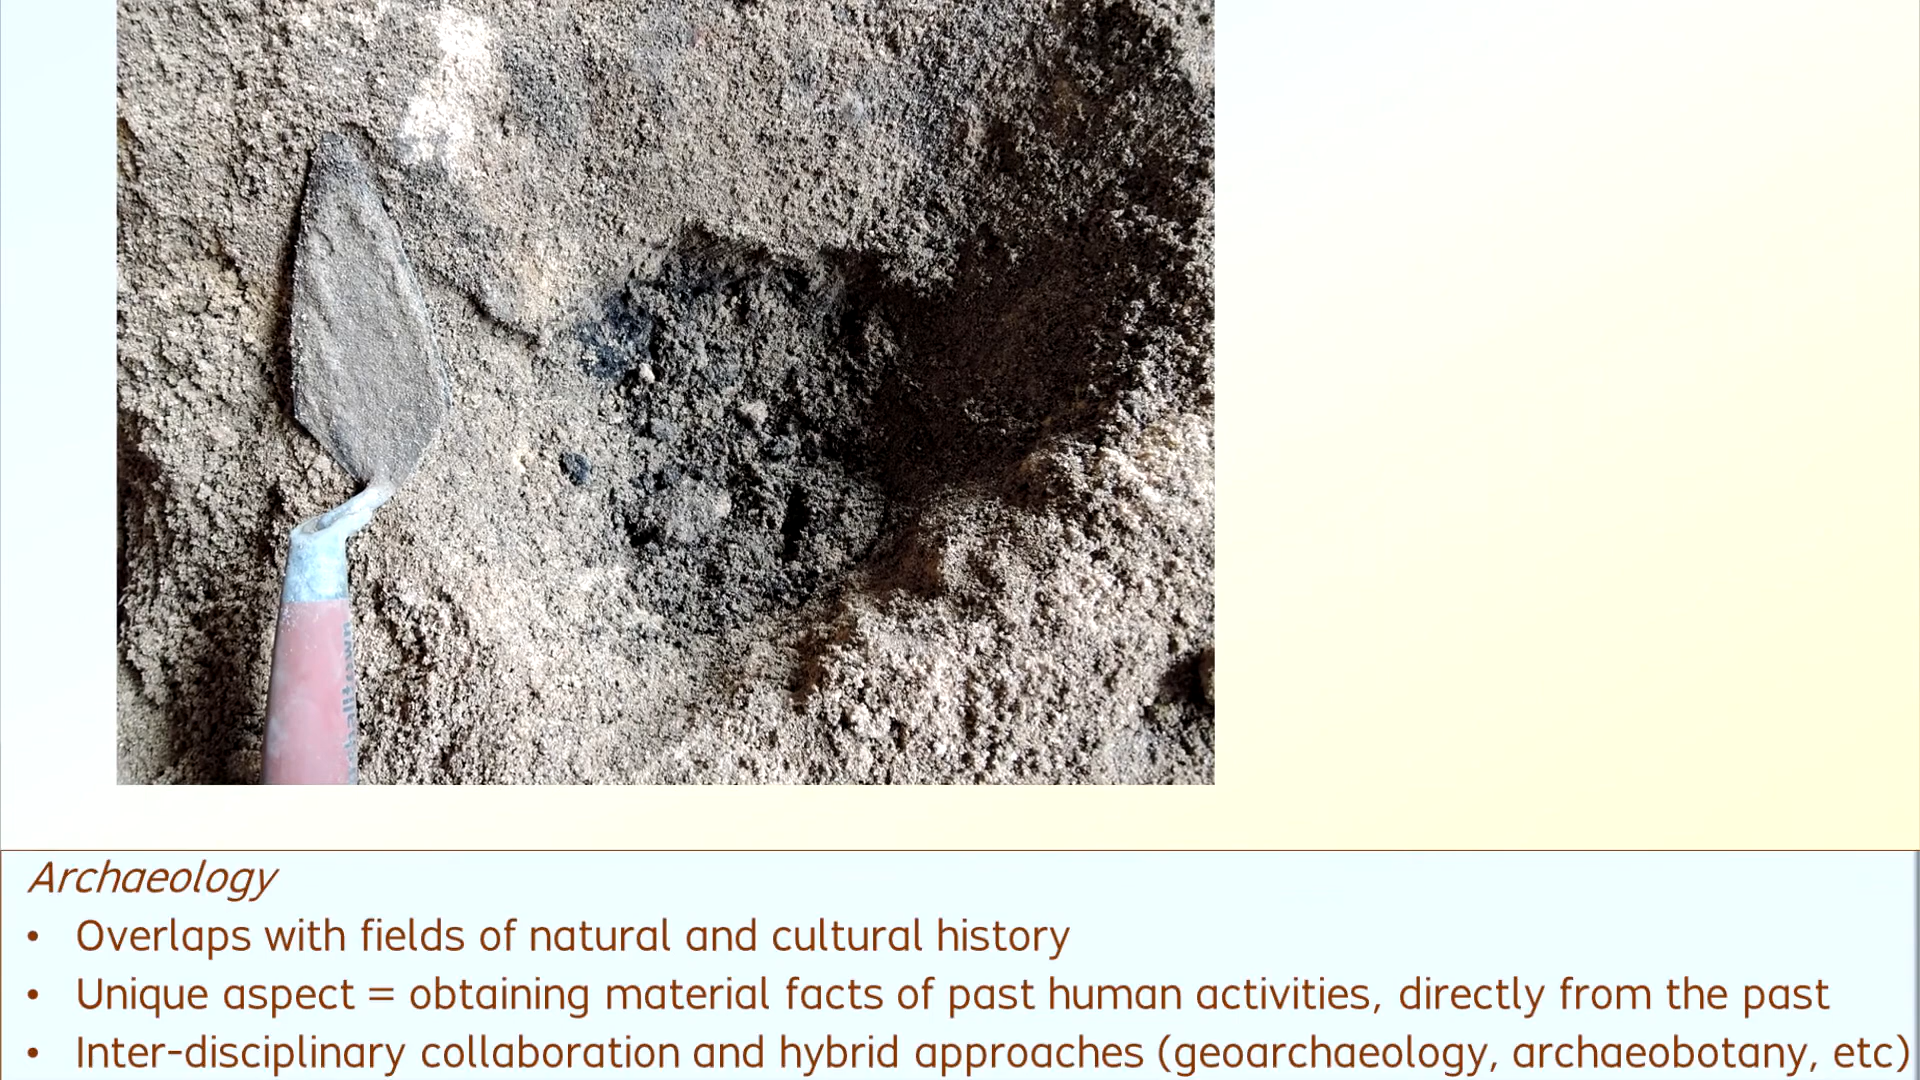 Archaeology
• Overlaps with fields of natural and cultural history
• Unique aspect = obtaining material facts of past human activities, directly from the past
• Inter-disciplinary collaboration and hybrid approaches (geoarchaeology, archaeobotany, etc)